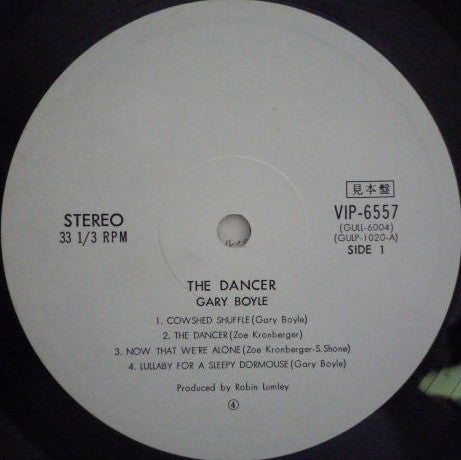 見本盤
STEREO
33 1/3 RPM
VIP-6557
(GULL-6004)
(GULP-1020-A)
SIDE 1
THE DANCER
GARY BOYLE
1. COWSHED SHUFFLE (Gary Boyle)
2. THE DANCER (Zoe Kronberger)
3. NOW THAT WE'RE ALONE (Zoe Kronberger-S.Shone)
4. LULLABY FOR A SLEEPY DORMOUSE (Gary Boyle)
Produced by Robin Lumley
④